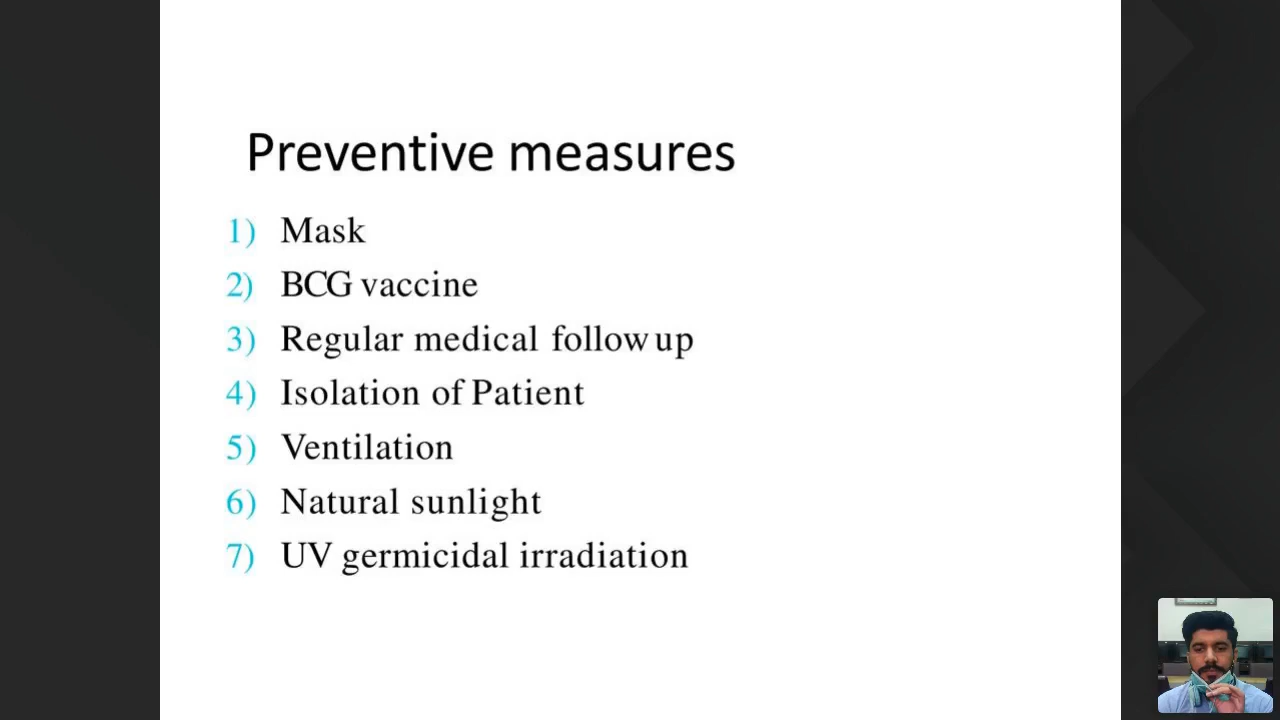 Preventive measures
1) Mask
2) BCG vaccine
3) Regular medical follow up
4) Isolation of Patient
5) Ventilation
6) Natural sunlight
7) UV germicidal irradiation